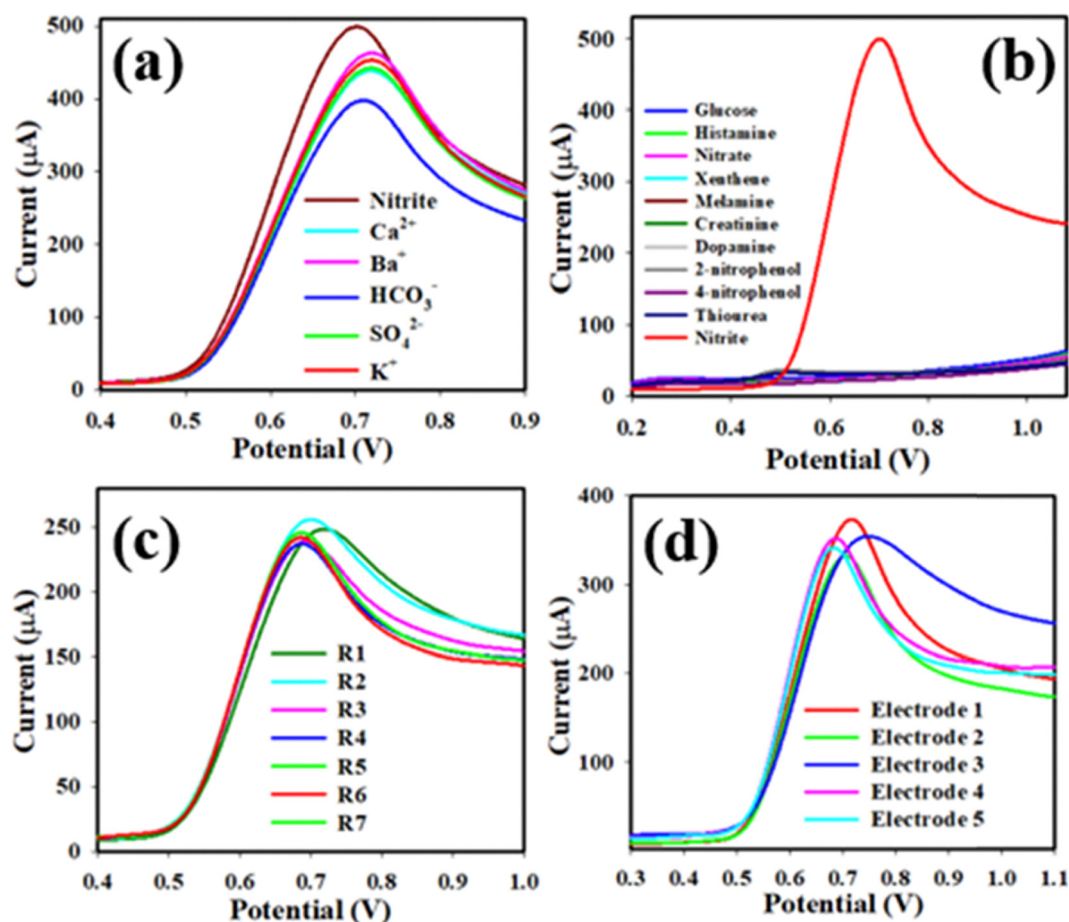 (a)
500
400
300
200
100
0
Current (μA)
Nitrite
Ca²⁺
Ba⁺
HCO₃⁻
SO₄²⁻
K⁺
0.4 0.5 0.6 0.7 0.8 0.9
Potential (V)
(b)
500
400
300
200
100
0
Current (μA)
Glucose
Histamine
Nitrate
Xenthene
Melamine
Creatinine
Dopamine
2-nitrophenol
4-nitrophenol
Thiourea
Nitrite
0.2 0.4 0.6 0.8 1.0
Potential (V)
(c)
250
200
150
100
50
0
Current (μA)
R1
R2
R3
R4
R5
R6
R7
0.4 0.5 0.6 0.7 0.8 0.9 1.0
Potential (V)
(d)
400
300
200
100
Current (μA)
Electrode 1
Electrode 2
Electrode 3
Electrode 4
Electrode 5
0.3 0.4 0.5 0.6 0.7 0.8 0.9 1.0 1.1
Potential (V)